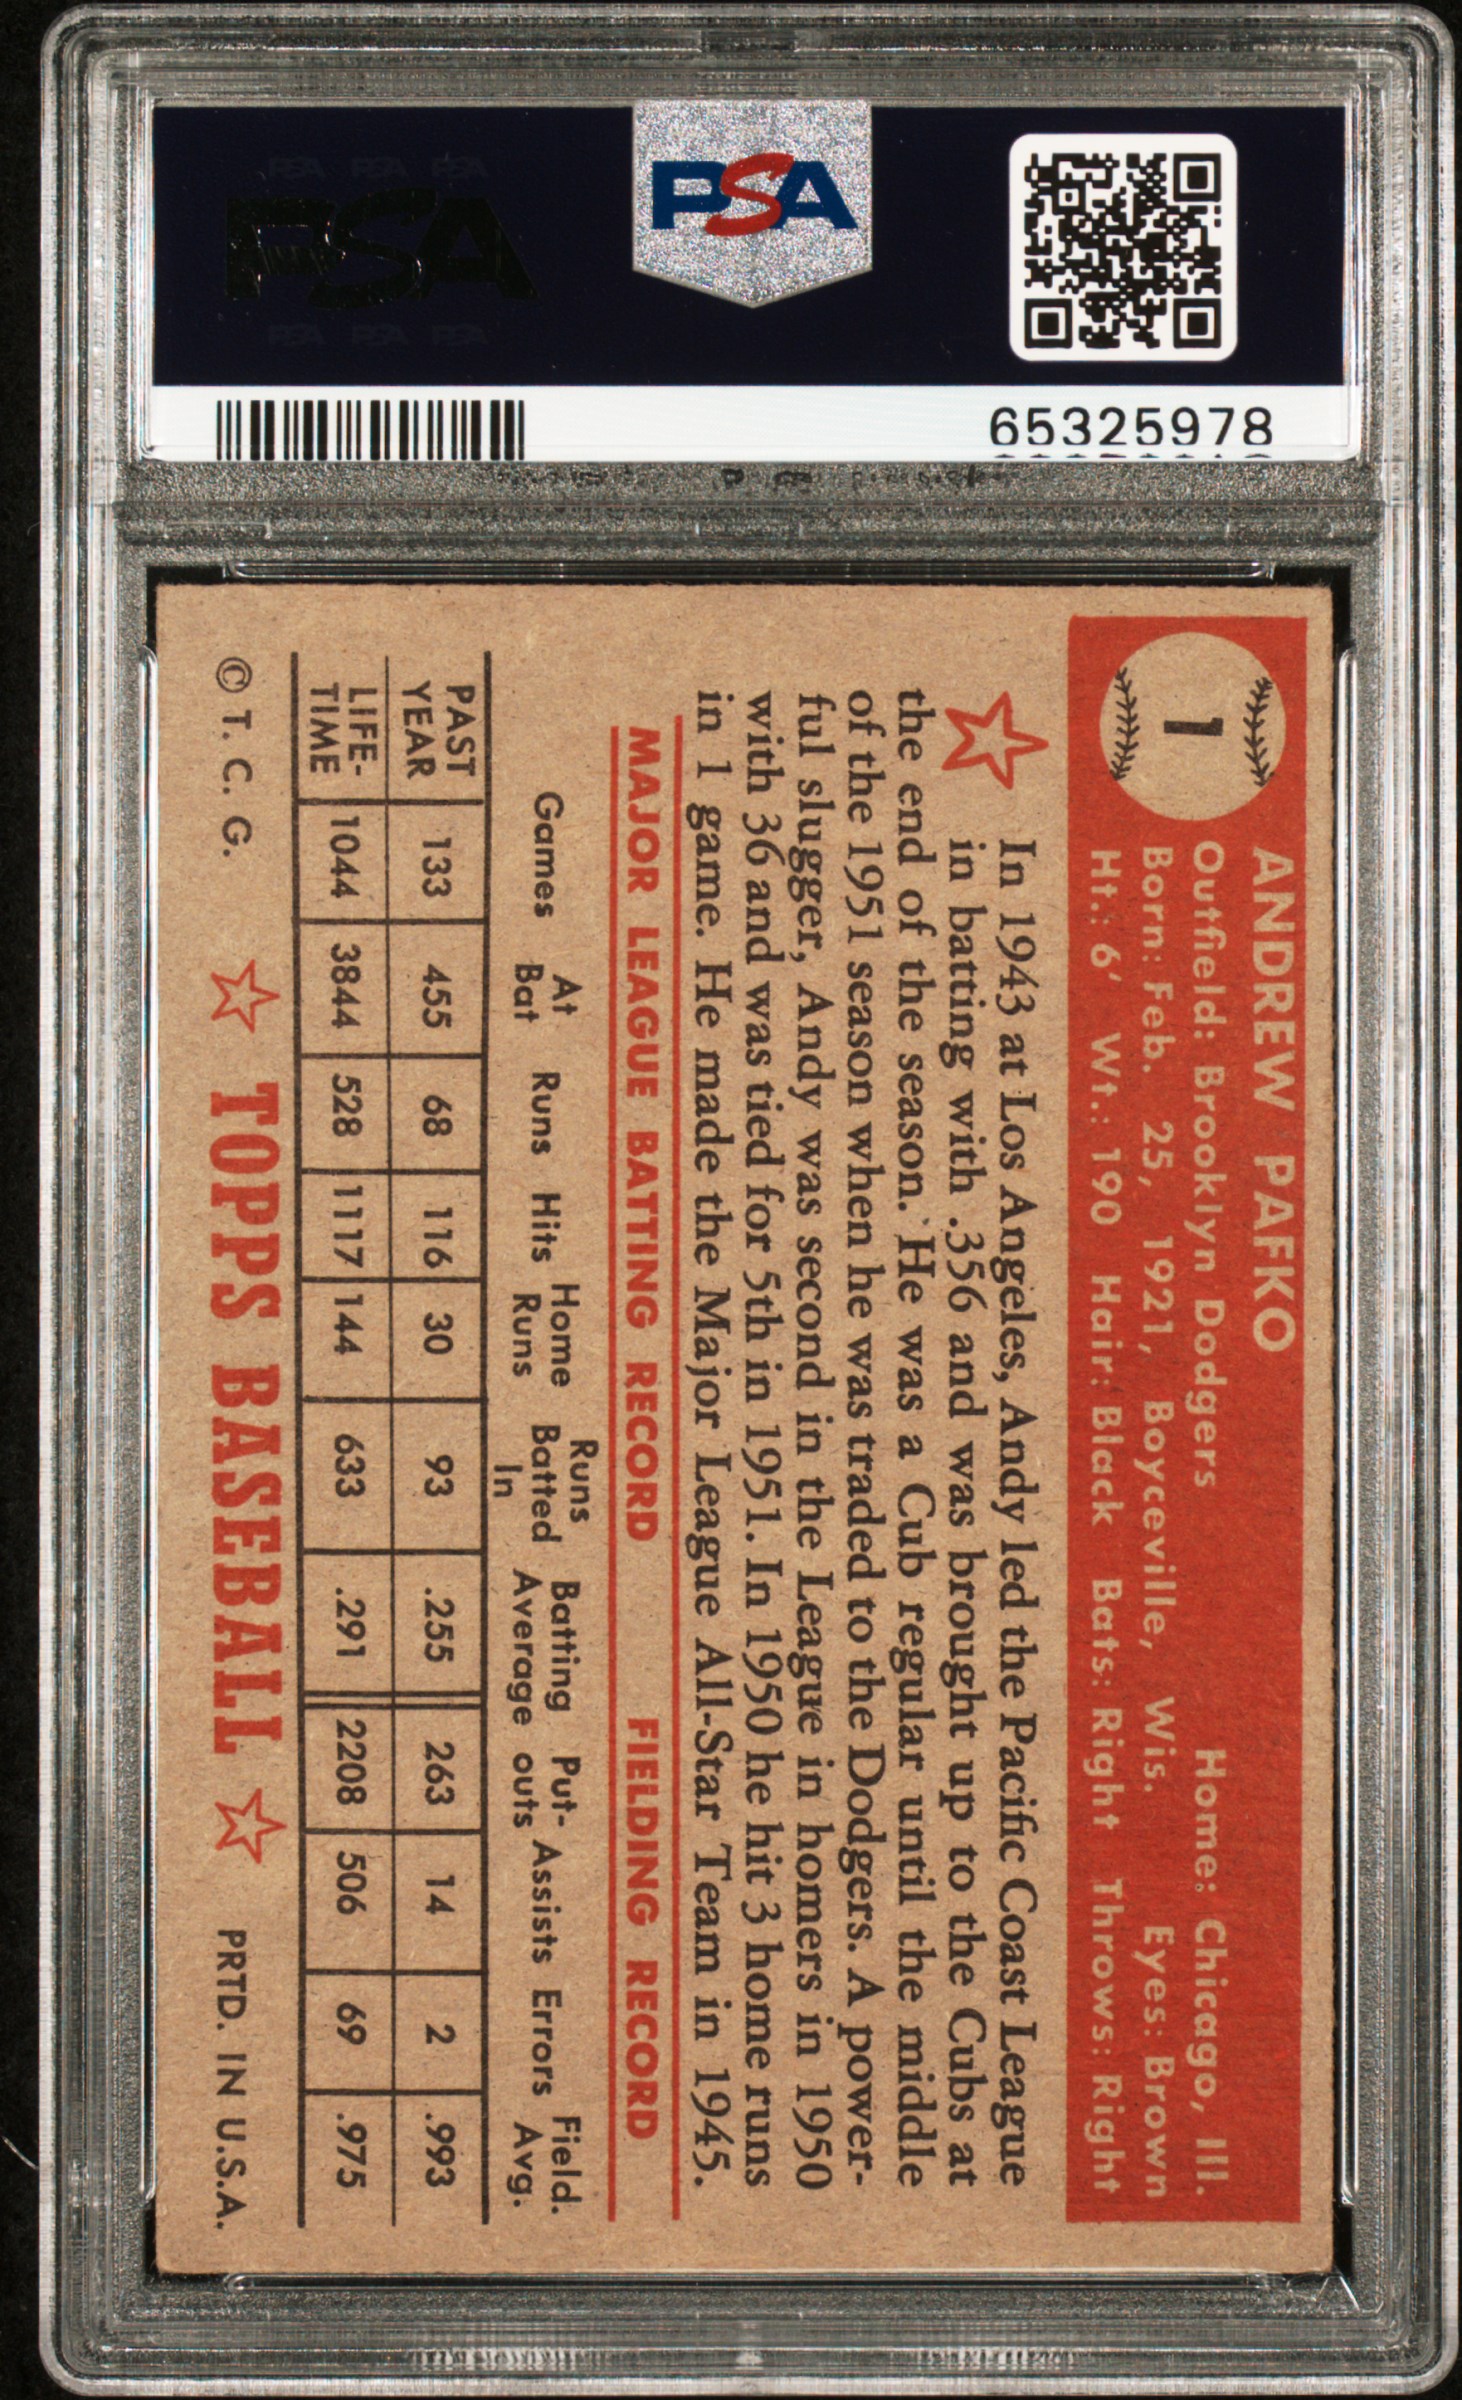 PSA
PSA PSA PSA
PSA
PSA PSA PSA
65325978
1
ANDREW PAFKO
Outfield: Brooklyn Dodgers Home: Chicago, Ill.
Born: Feb. 25, 1921, Boyceville, Wis. Eyes: Brown
Ht.: 6' Wt.: 190 Hair: Black Bats: Right Throws: Right
In 1943 at Los Angeles, Andy led the Pacific Coast League
in batting with .356 and was brought up to the Cubs at
the end of the season. He was a Cub regular until the middle
of the 1951 season when he was traded to the Dodgers. A power-
ful slugger, Andy was second in the League in homers in 1950
with 36 and was tied for 5th in 1951. In 1950 he hit 3 home runs
in 1 game. He made the Major League All-Star Team in 1945.
MAJOR LEAGUE BATTING RECORD FIELDING RECORD
Games At Bat Runs Hits Home Runs Runs Batted In Batting Average Put-outs Assists Errors Field. Avg.
PAST YEAR 133 455 68 116 30 93 .255 263 14 2 .993
LIFE-TIME 1044 3844 528 1117 144 633 .291 2208 506 69 .975
© T. C. G. ☆ TOPPS BASEBALL ☆ PRTD. IN U.S.A.